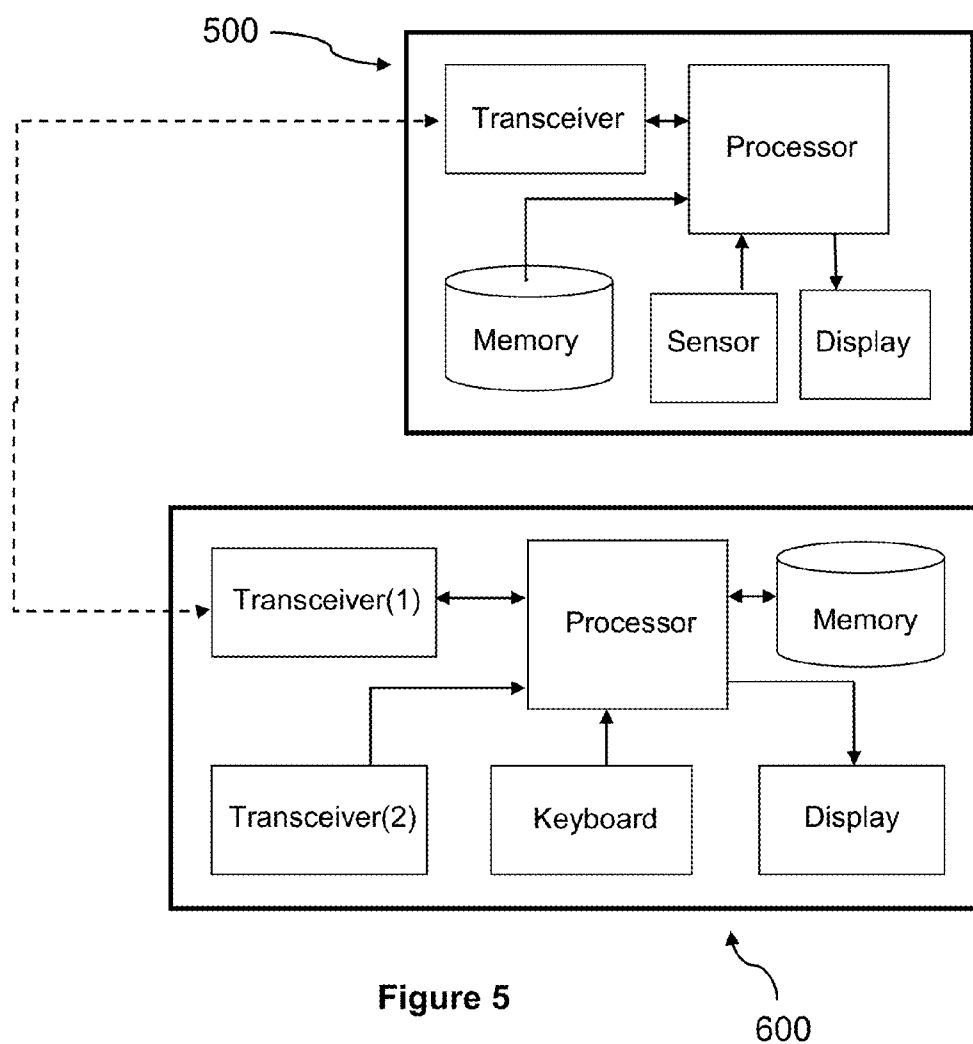 500
Transceiver
Processor
Memory
Sensor
Display
Transceiver(1)
Processor
Memory
Transceiver(2)
Keyboard
Display
Figure 5
600